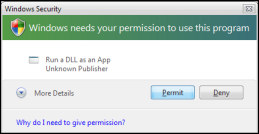 Windows Security
Windows needs your permission to use this program
Run a DLL as an App
Unknown Publisher
More Details
Permit
Deny
Why do I need to give permission?